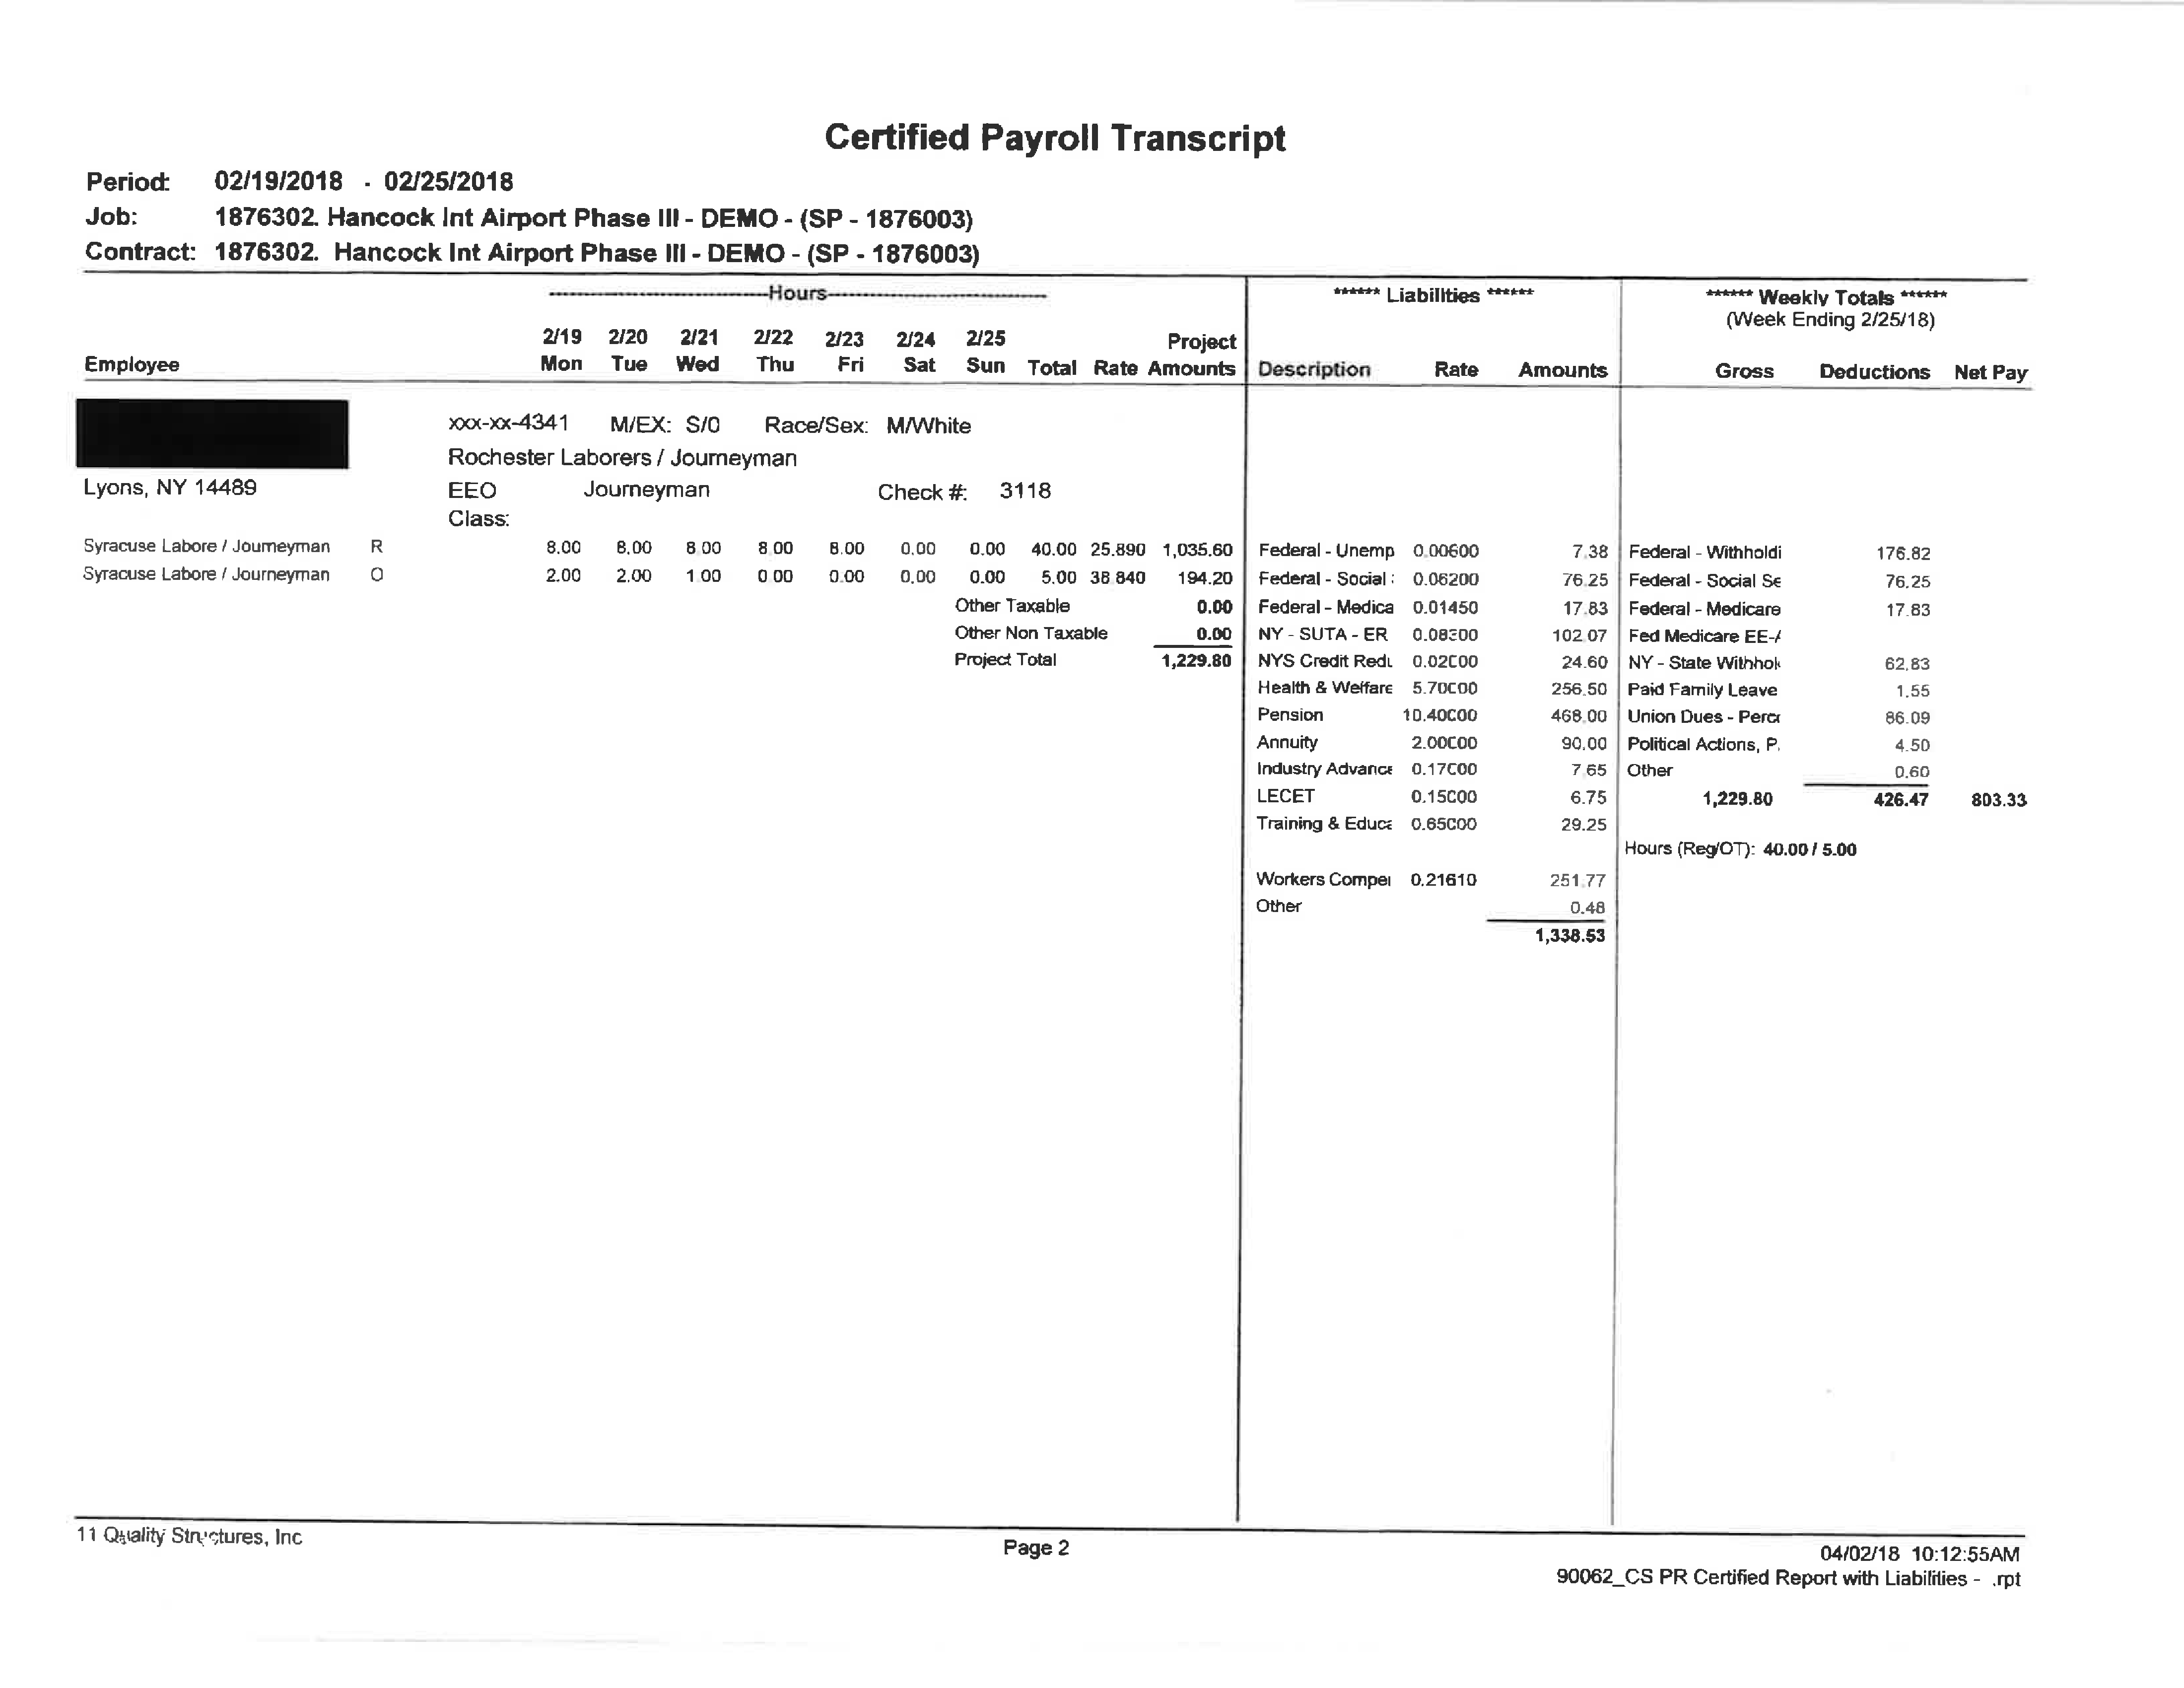 Certified Payroll Transcript
Period: 02/19/2018 - 02/25/2018
Job: 1876302. Hancock Int Airport Phase III - DEMO - (SP - 1876003)
Contract: 1876302. Hancock Int Airport Phase III - DEMO - (SP - 1876003)
Hours ****** Liabilities ****** ****** Weekly Totals ******
(Week Ending 2/25/18)
2/19 2/20 2/21 2/22 2/23 2/24 2/25 Project
Employee Mon Tue Wed Thu Fri Sat Sun Total Rate Amounts Description Rate Amounts Gross Deductions Net Pay
xxx-xx-4341 M/EX: S/0 Race/Sex: M/White
Rochester Laborers / Journeyman
Lyons, NY 14489 EEO Journeyman Check #: 3118
Class:
Syracuse Labore / Journeyman R 8.00 8.00 8.00 8.00 8.00 0.00 0.00 40.00 25.890 1,035.60 Federal - Unemp 0.00600 7.38 Federal - Withholdi 176.82
Syracuse Labore / Journeyman O 2.00 2.00 1.00 0.00 0.00 0.00 0.00 5.00 38.840 194.20 Federal - Social : 0.06200 76.25 Federal - Social Se 76.25
Other Taxable 0.00 Federal - Medica 0.01450 17.83 Federal - Medicare 17.83
Other Non Taxable 0.00 NY - SUTA - ER 0.08300 102.07 Fed Medicare EE-/
Project Total 1,229.80 NYS Credit Redu 0.02000 24.60 NY - State Withhol 62.83
Health & Welfare 5.70000 256.50 Paid Family Leave 1.55
Pension 10.40000 468.00 Union Dues - Perce 86.09
Annuity 2.00000 90.00 Political Actions, P. 4.50
Industry Advance 0.17000 7.65 Other 0.60
LECET 0.15000 6.75 1,229.80 426.47 803.33
Training & Educa 0.65000 29.25
Hours (Reg/OT): 40.00 / 5.00
Workers Compe 0.21610 251.77
Other 0.48
1,338.53
11 Quality Structures, Inc
Page 2
04/02/18 10:12:55AM
90062_CS PR Certified Report with Liabilities - .rpt